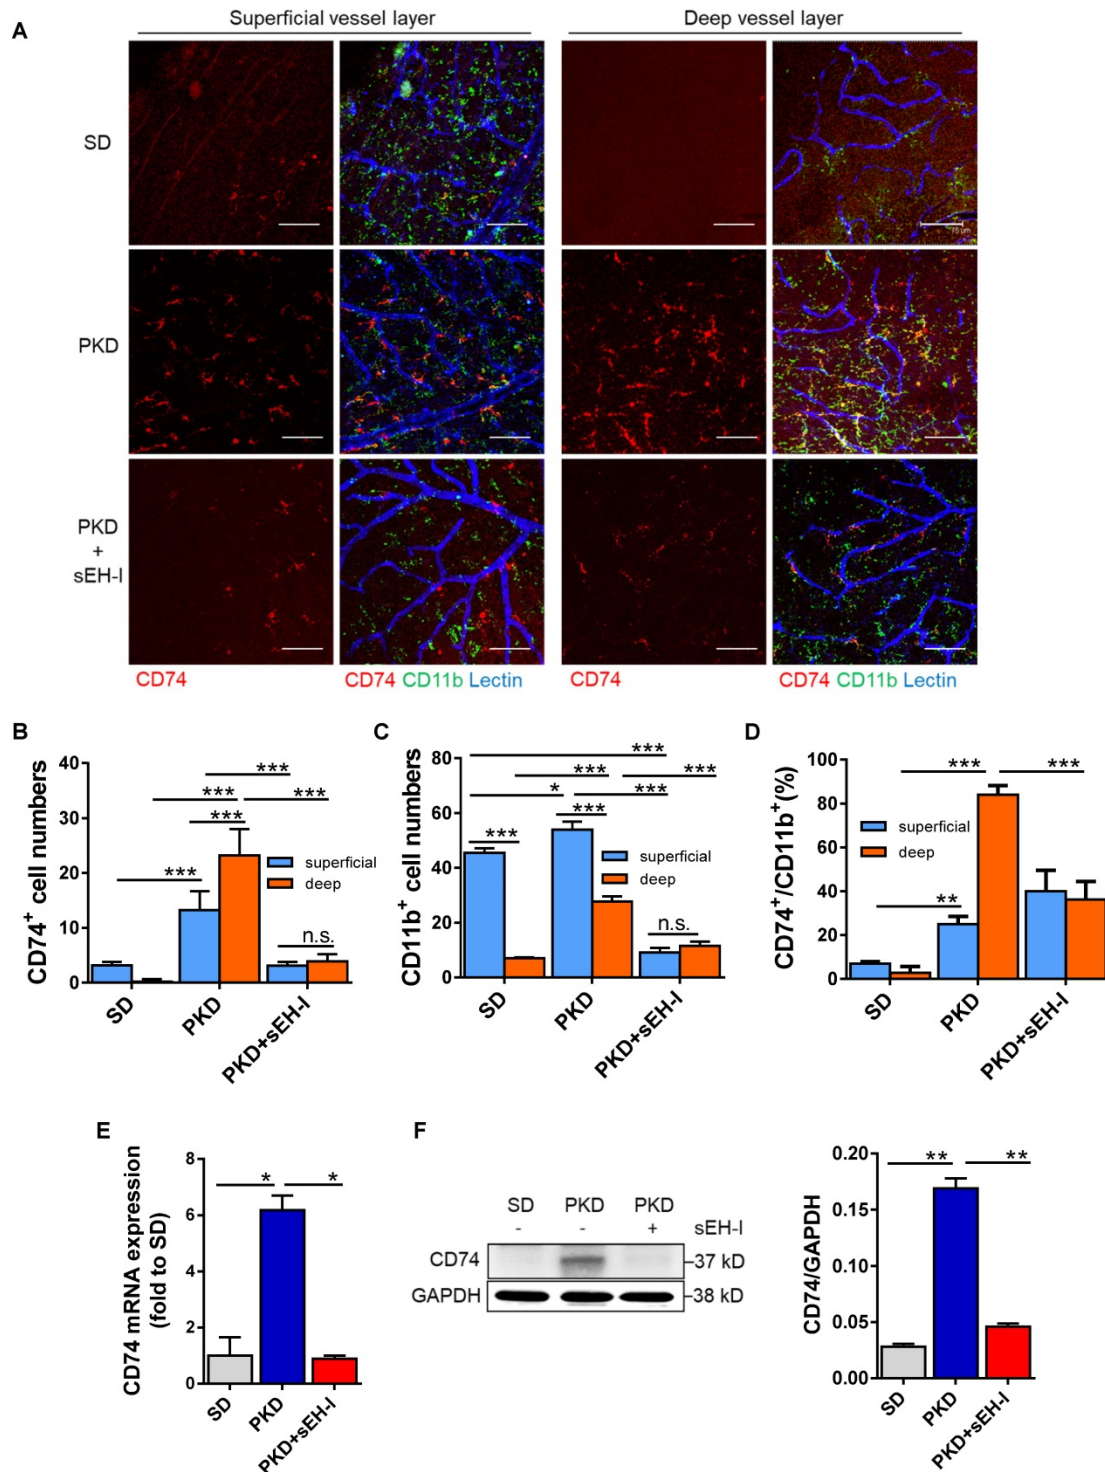 A
Superficial vessel layer
Deep vessel layer
SD
75 µm
PKD
PKD
+
sEH-I
CD74
CD74 CD11b Lectin
CD74
CD74 CD11b Lectin
B
CD74+ cell numbers
40
30
20
10
0
***
***
***
***
***
n.s.
superficial
deep
SD
PKD
PKD+sEH-I
C
CD11b+ cell numbers
80
60
40
20
0
***
***
***
*
***
***
***
n.s.
superficial
deep
SD
PKD
PKD+sEH-I
D
CD74+/CD11b+(%)
100
80
60
40
20
0
***
***
**
superficial
deep
SD
PKD
PKD+sEH-I
E
CD74 mRNA expression
(fold to SD)
8
6
4
2
0
*
*
SD
PKD
PKD+sEH-I
F
SD PKD PKD
- - + sEH-I
CD74
37 kD
GAPDH
38 kD
CD74/GAPDH
0.20
0.15
0.10
0.05
0.00
**
**
SD
PKD
PKD+sEH-I